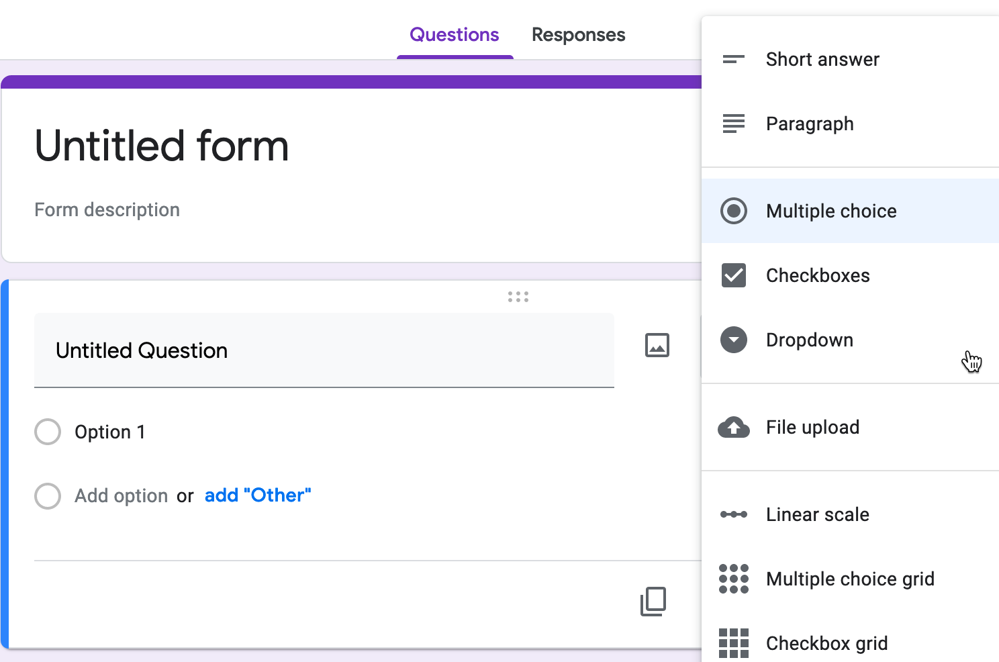 Questions
Responses
Untitled form
Form description
Untitled Question
Option 1
Add option or add "Other"
Short answer
Paragraph
Multiple choice
Checkboxes
Dropdown
File upload
Linear scale
Multiple choice grid
Checkbox grid